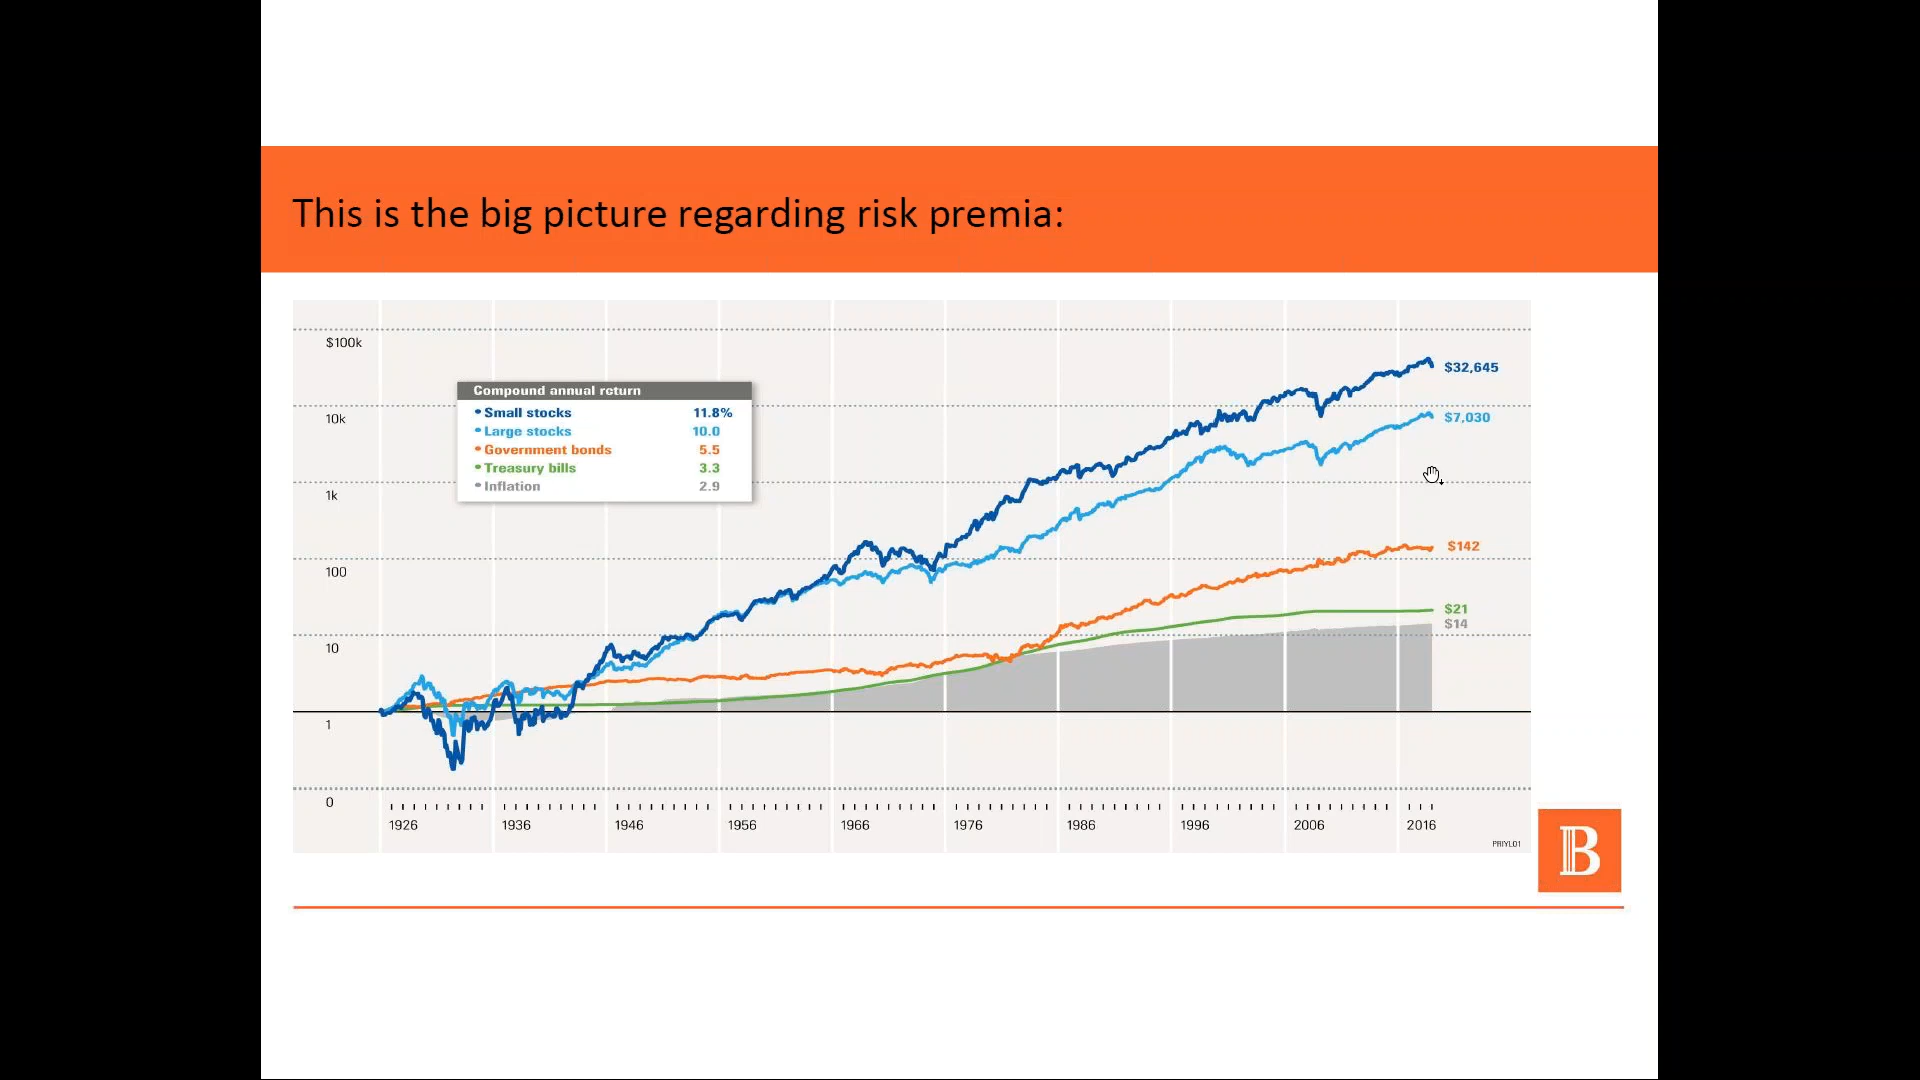 This is the big picture regarding risk premia:
$100k
10k
1k
100
10
1
0
Compound annual return
• Small stocks 11.8%
• Large stocks 10.0
• Government bonds 5.5
• Treasury bills 3.3
• Inflation 2.9
$32,645
$7,030
$142
$21
$14
1926 1936 1946 1956 1966 1976 1986 1996 2006 2016
PRIYL01
B